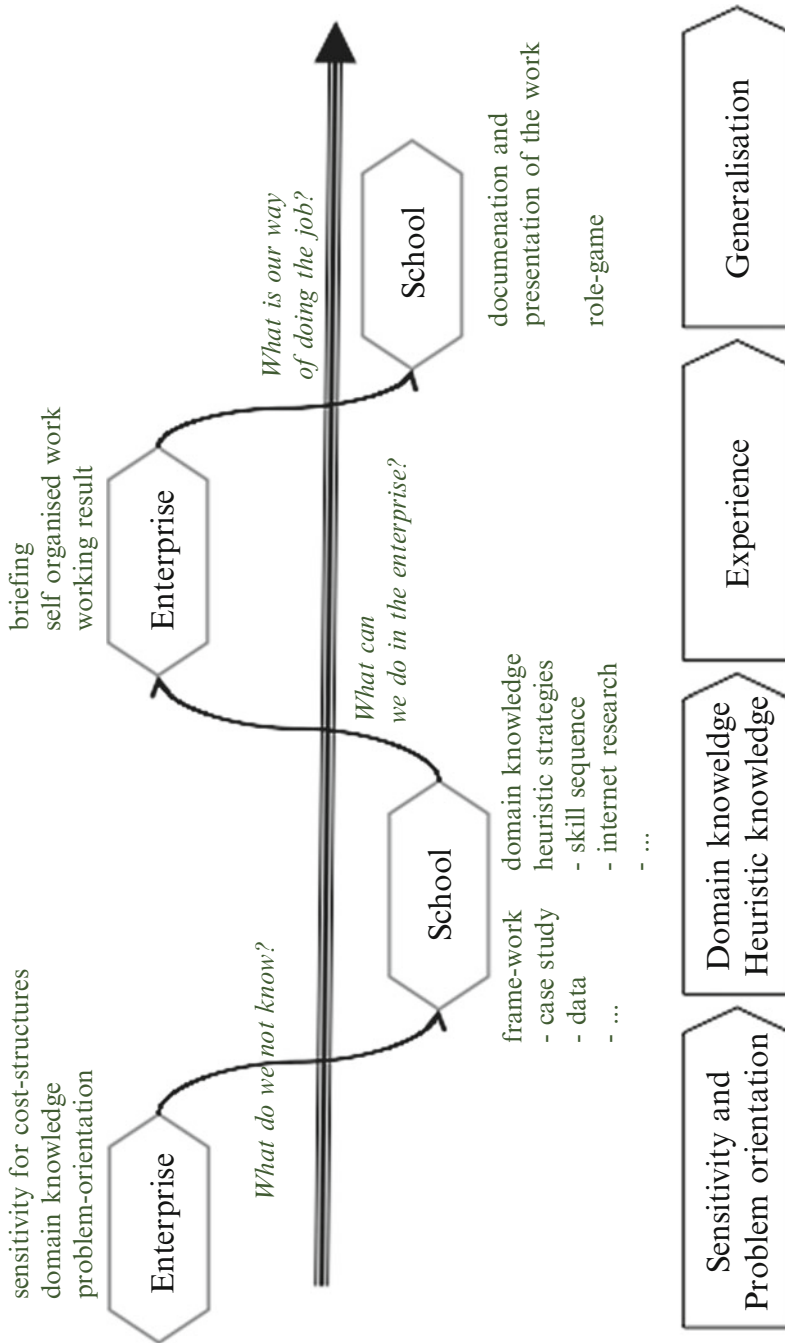 sensitivity for cost-structures
domain knowledge
problem-orientation
Enterprise
What do we not know?
School
frame-work
- case study
- data
- ...
domain knowledge
heuristic strategies
- skill sequence
- internet research
- ...
What can
we do in the enterprise?
briefing
self organised work
working result
Enterprise
What is our way
of doing the job?
School
documenation and
presentation of the work
role-game
Sensitivity and
Problem orientation
Domain knoweldge
Heuristic knowledge
Experience
Generalisation